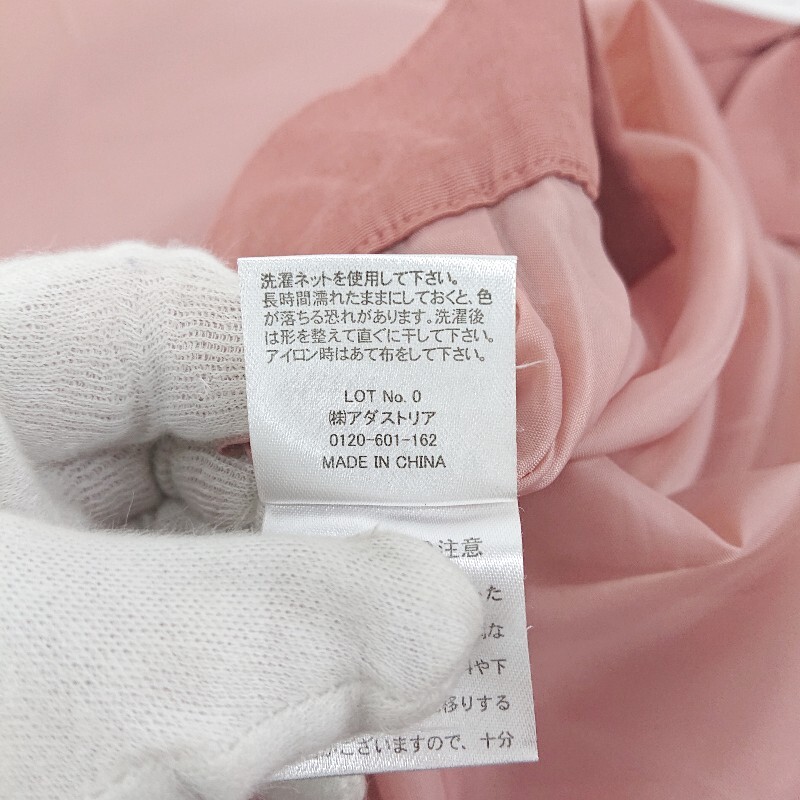 洗濯ネットを使用して下さい。
長時間濡れたままにしておくと、色
が落ちる恐れがあります。洗濯後
は形を整えて直ぐに干して下さい。
アイロン時はあて布をして下さい。
LOT No. 0
㈱アダストリア
0120-601-162
MADE IN CHINA
注意
た
な
や下
移りする
ございますので、十分